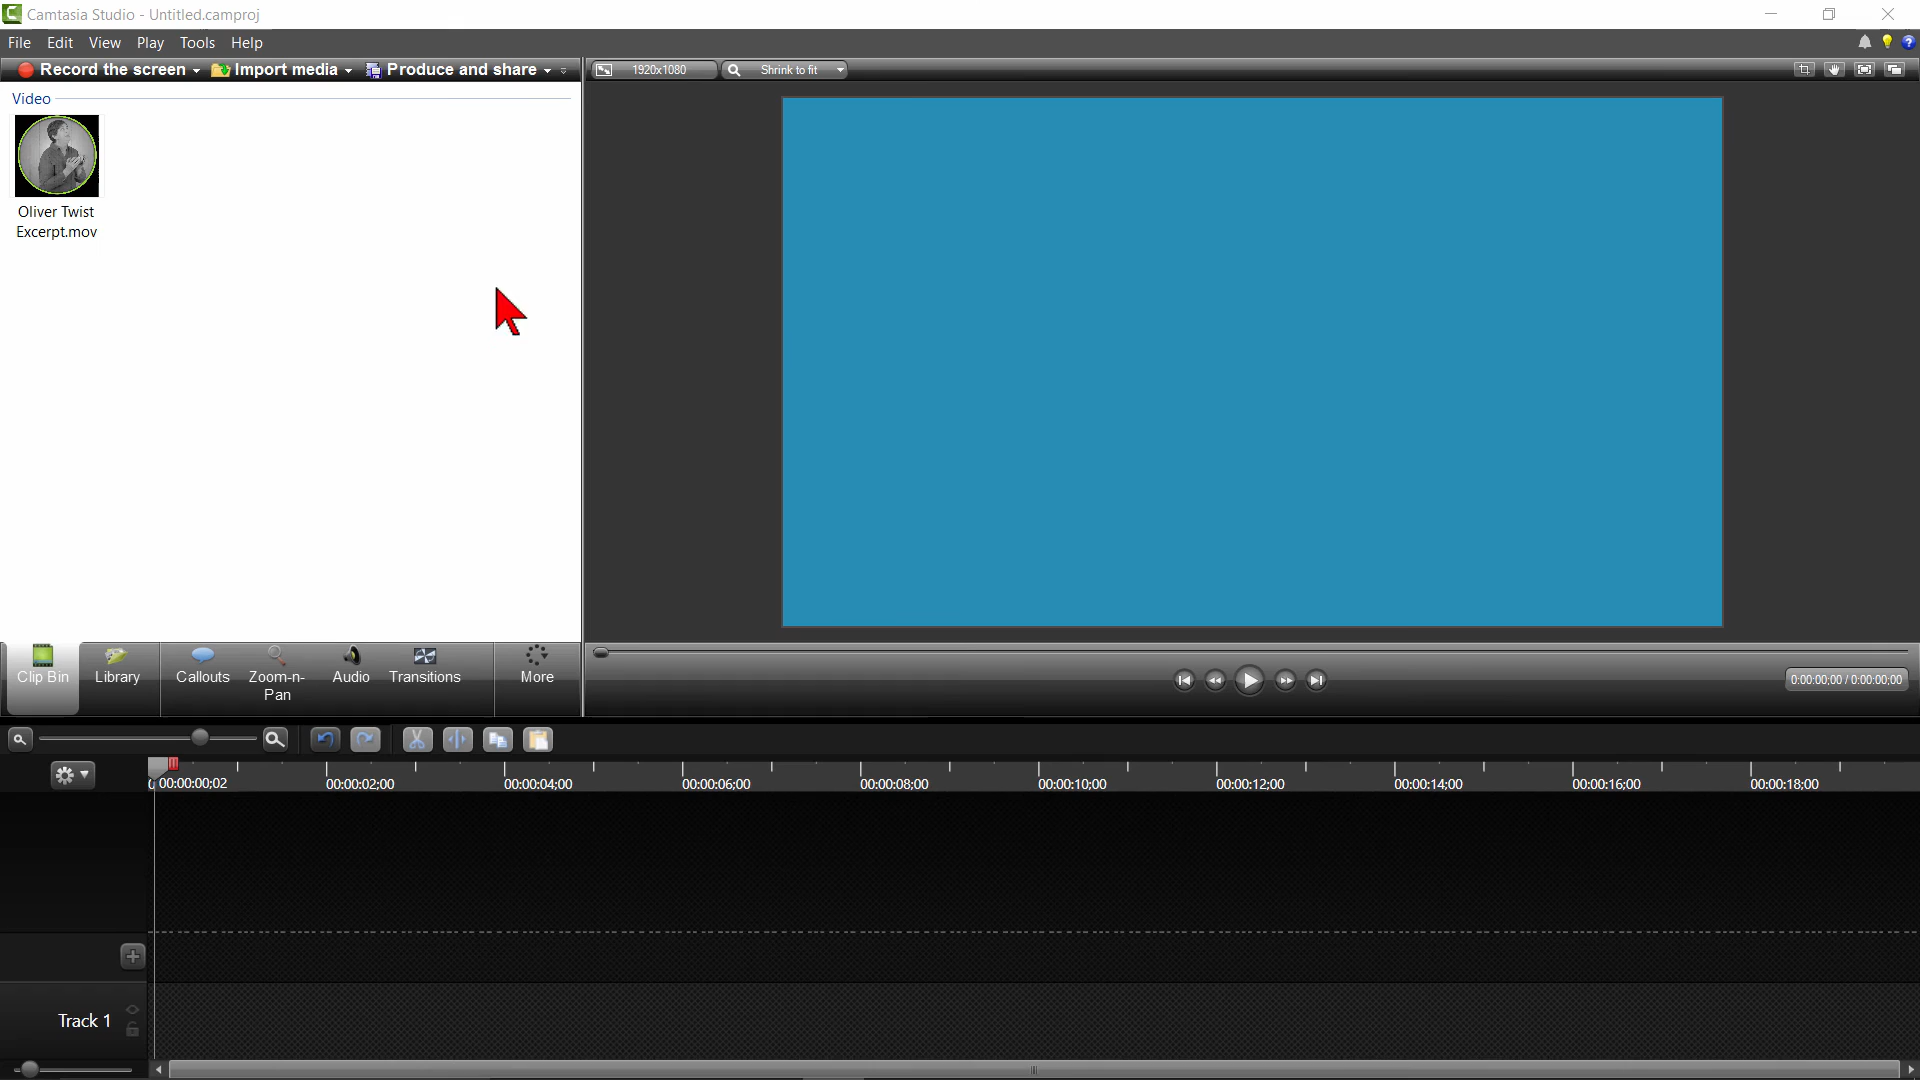 Camtasia Studio - Untitled.camproj
File Edit View Play Tools Help
Record the screen Import media Produce and share 1920x1080 Shrink to fit
Video
Oliver Twist
Excerpt.mov
Clip Bin Library Callouts Zoom-n-
Pan Audio Transitions More
0:00:00;00 / 0:00:00;00
00:00:00;02 00:00:02;00 00:00:04;00 00:00:06;00 00:00:08;00 00:00:10;00 00:00:12;00 00:00:14;00 00:00:16;00 00:00:18;00
Track 1